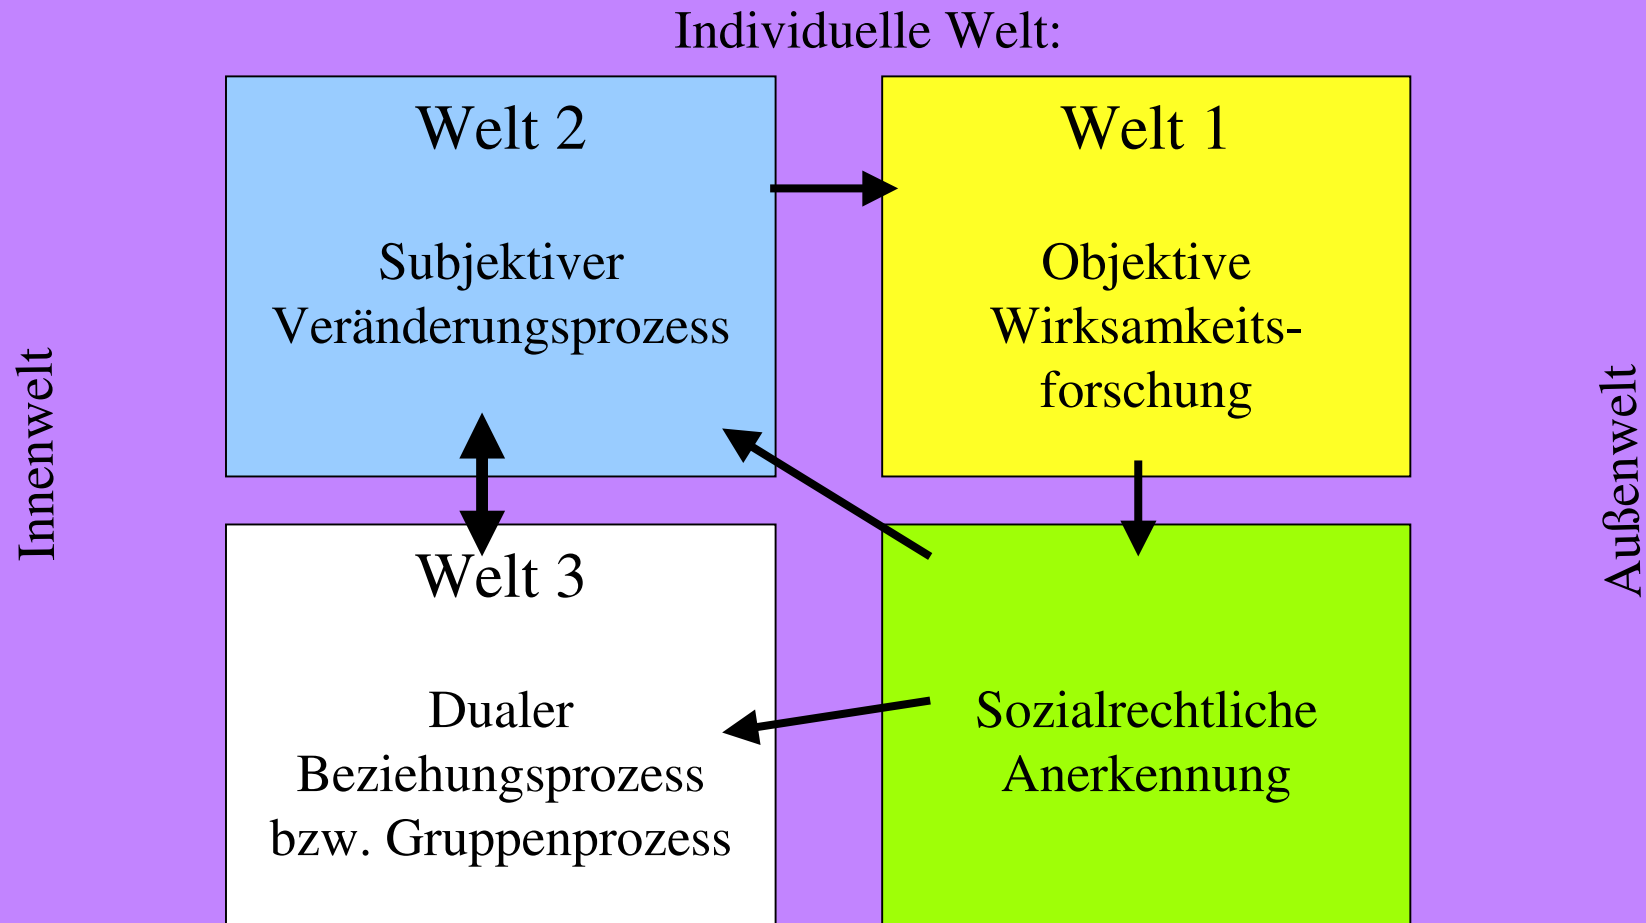 Individuelle Welt:
Welt 2
Subjektiver
Veränderungsprozess
Welt 1
Objektive
Wirksamkeits-
forschung
Innenwelt
Außenwelt
Welt 3
Dualer
Beziehungsprozess
bzw. Gruppenprozess
Sozialrechtliche
Anerkennung